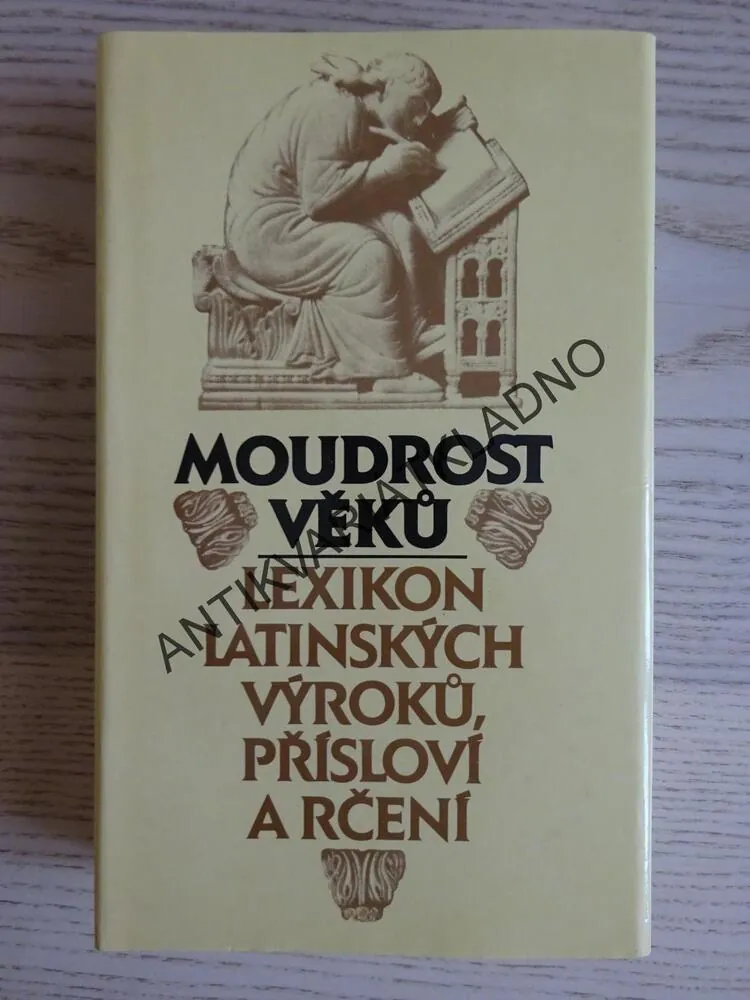 MOUDROST
VĚKŮ
LEXIKON
LATINSKÝCH
VÝROKŮ,
PŘÍSLOVÍ
A RČENÍ
ANTIKVARIAT KLADNO